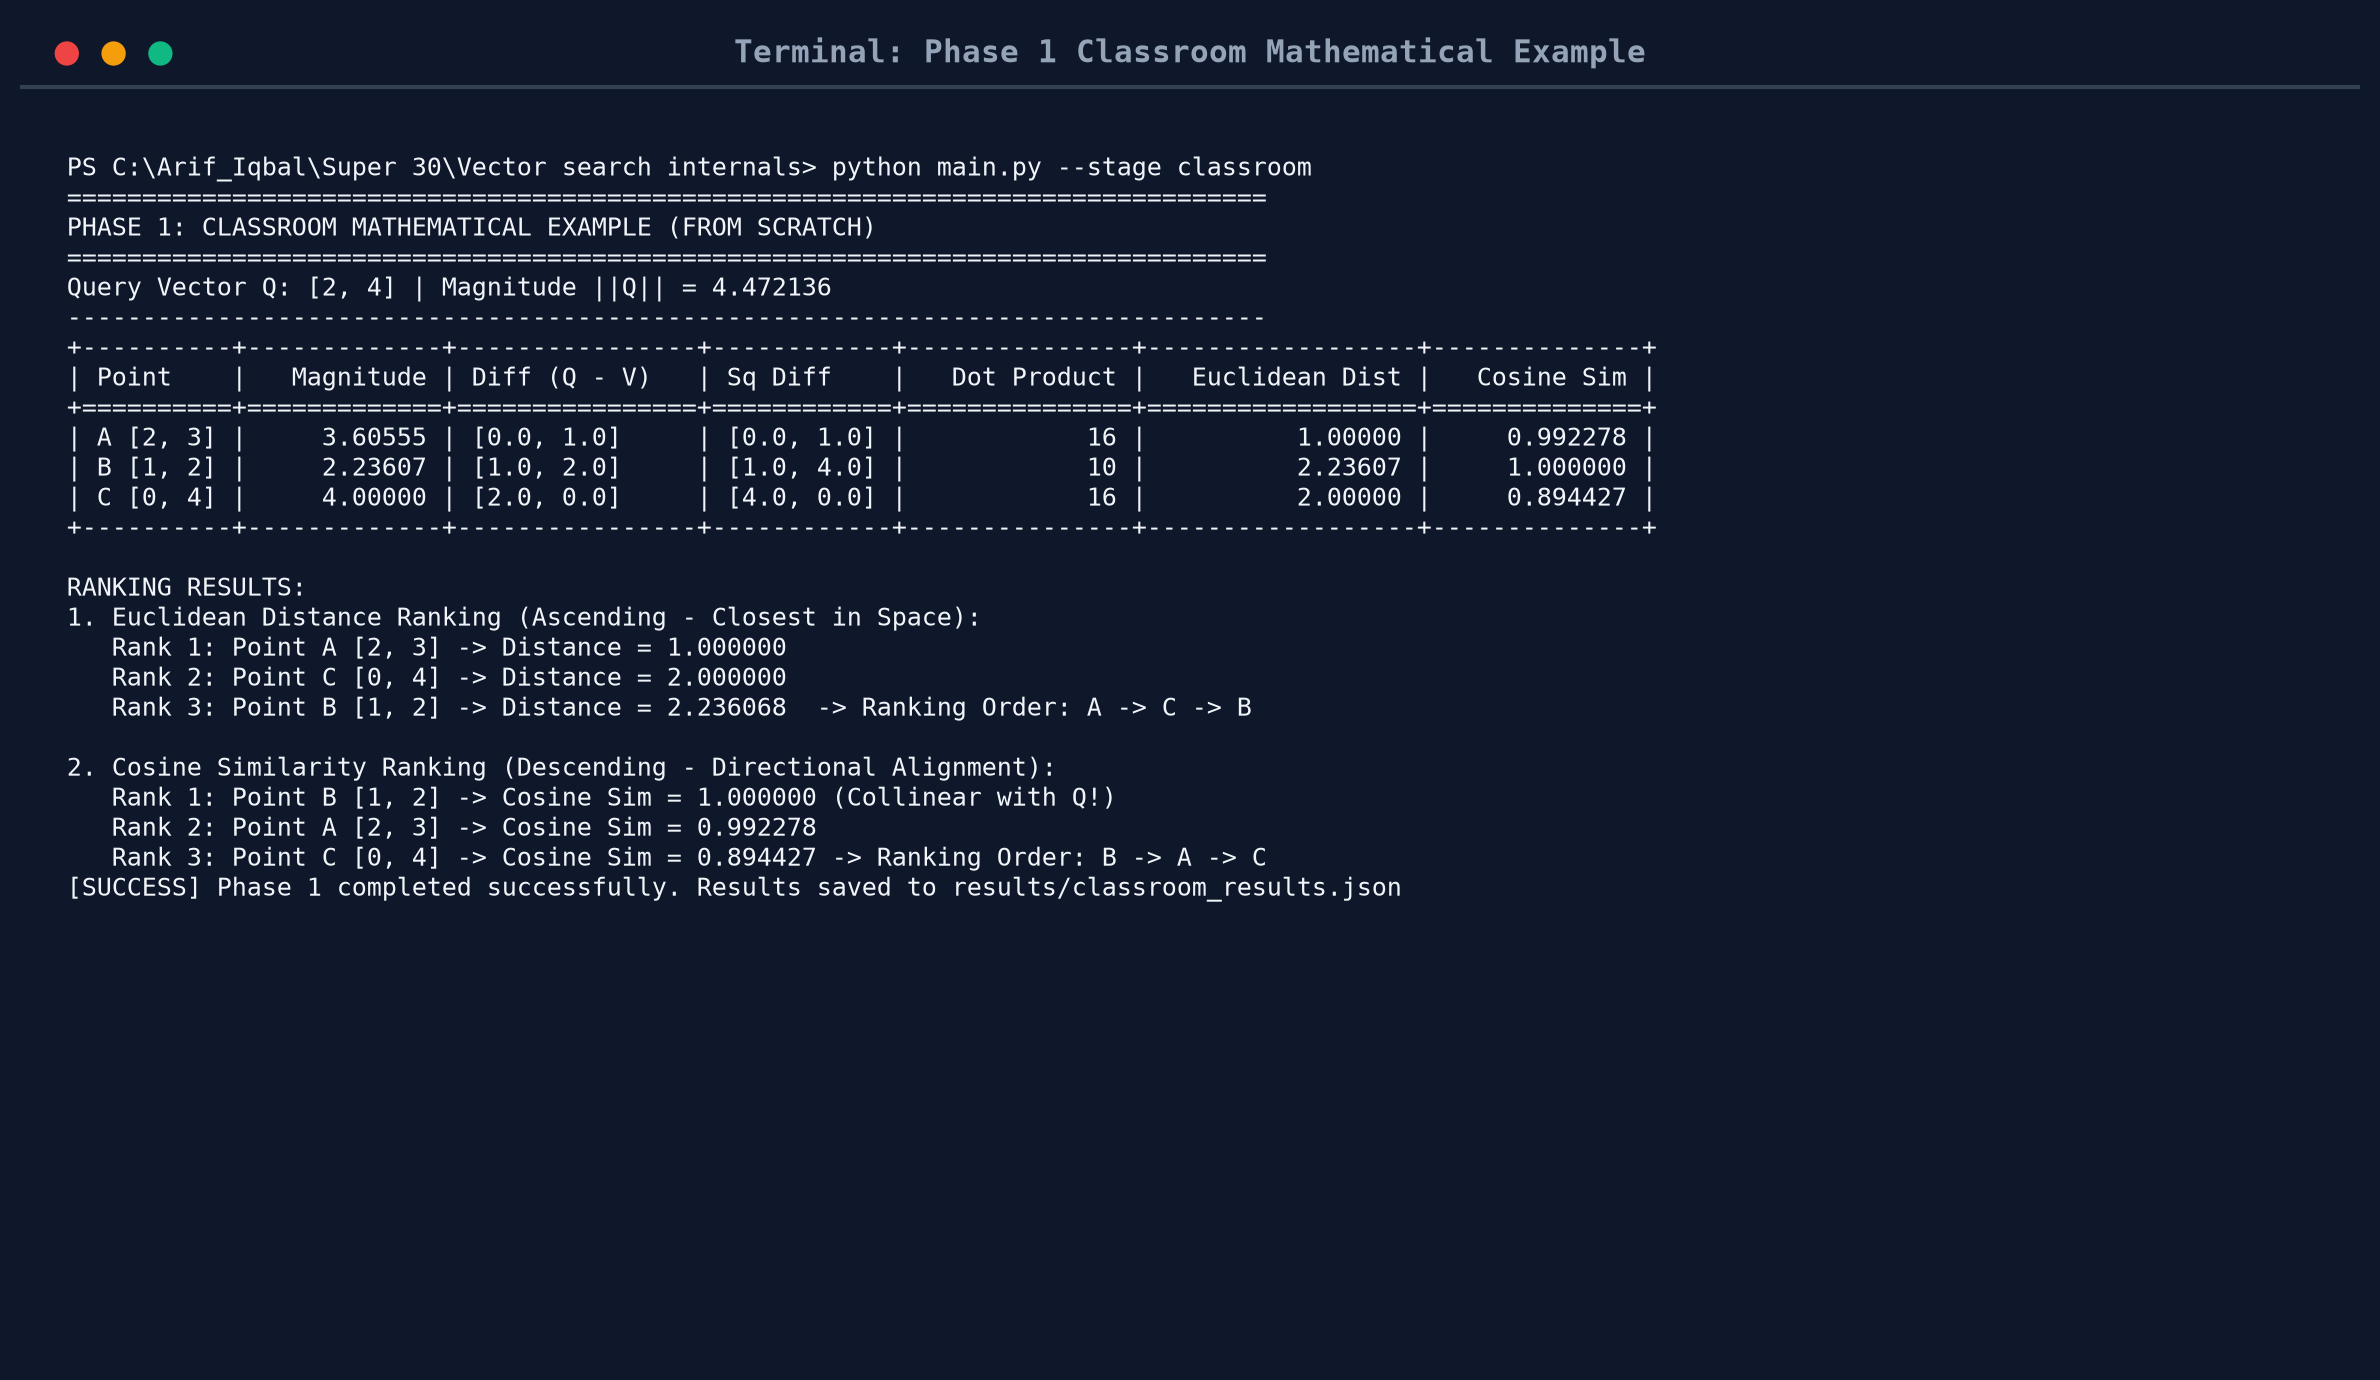 Terminal: Phase 1 Classroom Mathematical Example
PS C:\Arif_Iqbal\Super 30\Vector search internals> python main.py --stage classroom
================================================================================
PHASE 1: CLASSROOM MATHEMATICAL EXAMPLE (FROM SCRATCH)
================================================================================
Query Vector Q: [2, 4] | Magnitude ||Q|| = 4.472136
--------------------------------------------------------------------------------
+----------+-------------+----------------+------------+---------------+------------------+--------------+
| Point    |   Magnitude | Diff (Q - V)   | Sq Diff    |   Dot Product |   Euclidean Dist |   Cosine Sim |
+==========+=============+================+============+===============+==================+==============+
| A [2, 3] |     3.60555 | [0.0, 1.0]     | [0.0, 1.0] |            16 |          1.00000 |     0.992278 |
| B [1, 2] |     2.23607 | [1.0, 2.0]     | [1.0, 4.0] |            10 |          2.23607 |     1.000000 |
| C [0, 4] |     4.00000 | [2.0, 0.0]     | [4.0, 0.0] |            16 |          2.00000 |     0.894427 |
+----------+-------------+----------------+------------+---------------+------------------+--------------+
RANKING RESULTS:
1. Euclidean Distance Ranking (Ascending - Closest in Space):
   Rank 1: Point A [2, 3] -> Distance = 1.000000
   Rank 2: Point C [0, 4] -> Distance = 2.000000
   Rank 3: Point B [1, 2] -> Distance = 2.236068  -> Ranking Order: A -> C -> B
2. Cosine Similarity Ranking (Descending - Directional Alignment):
   Rank 1: Point B [1, 2] -> Cosine Sim = 1.000000 (Collinear with Q!)
   Rank 2: Point A [2, 3] -> Cosine Sim = 0.992278
   Rank 3: Point C [0, 4] -> Cosine Sim = 0.894427 -> Ranking Order: B -> A -> C
[SUCCESS] Phase 1 completed successfully. Results saved to results/classroom_results.json